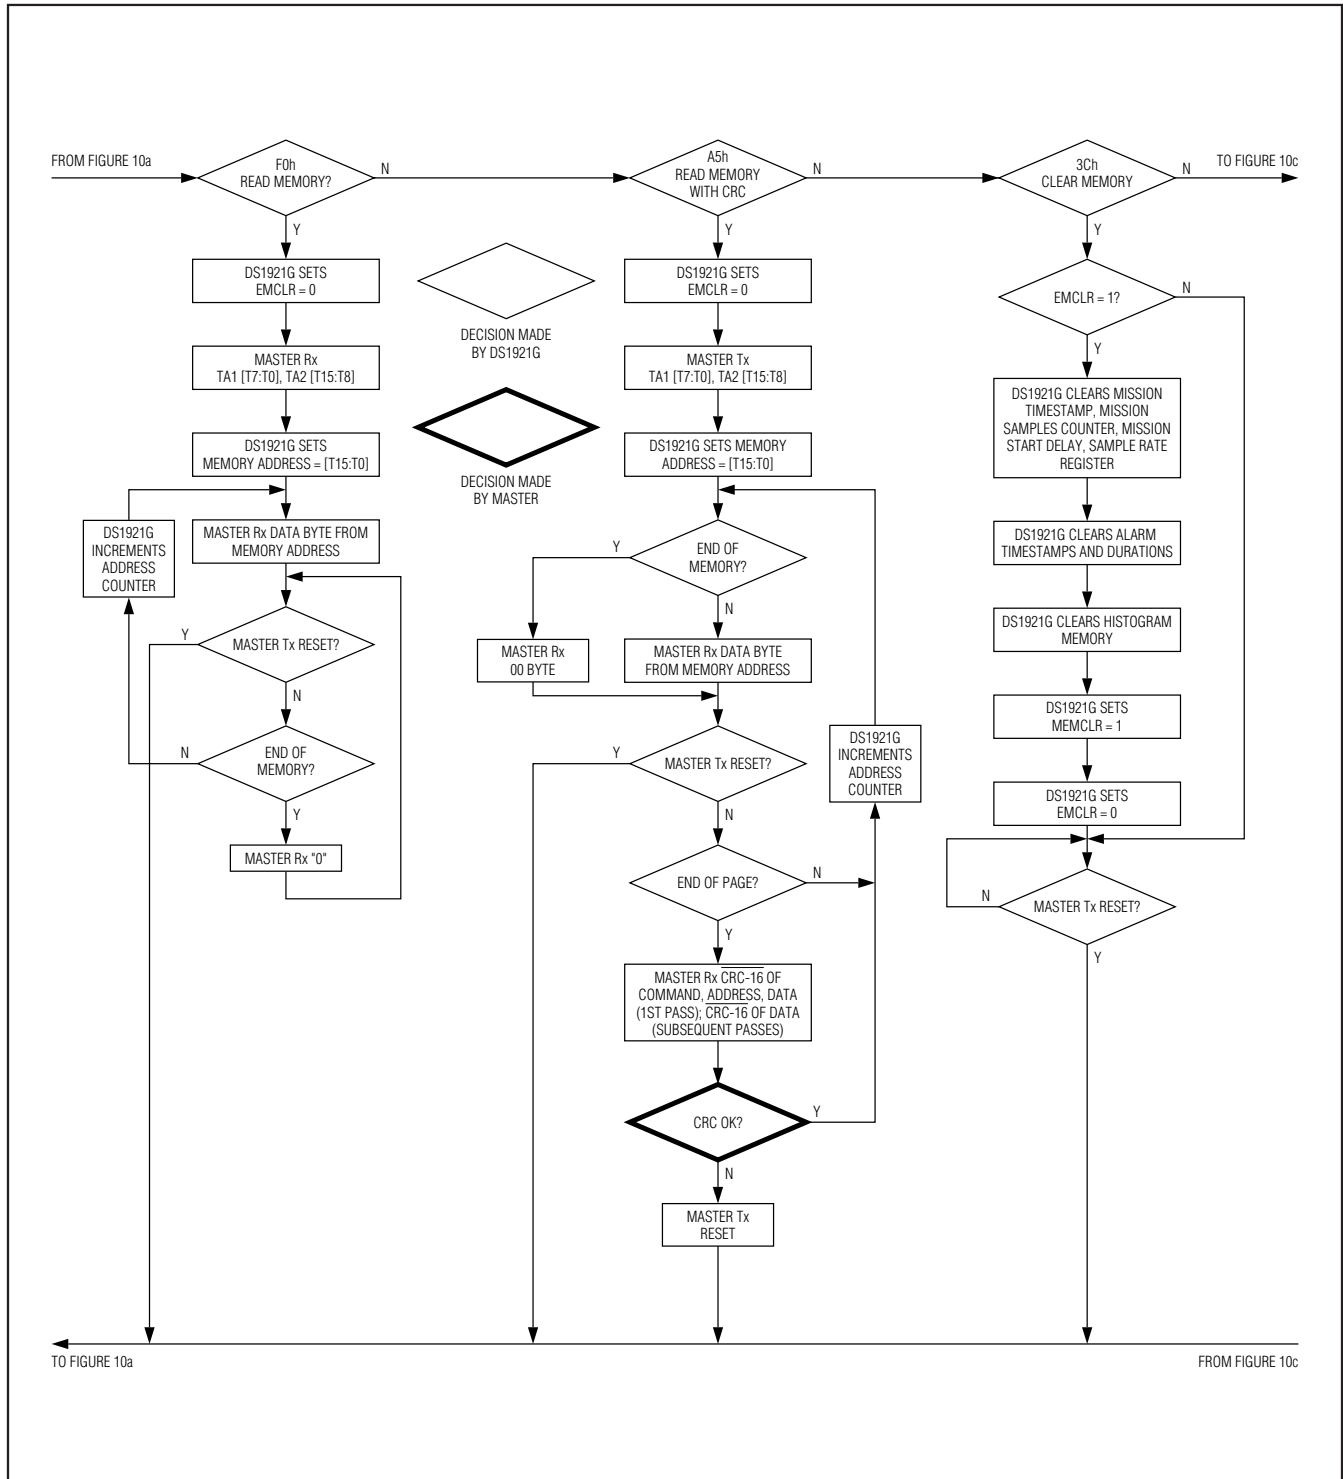 FROM FIGURE 10a
F0h
READ MEMORY?
N
Y
DS1921G SETS
EMCLR = 0
MASTER Rx
TA1 [T7:T0], TA2 [T15:T8]
DS1921G SETS
MEMORY ADDRESS = [T15:T0]
DS1921G
INCREMENTS
ADDRESS
COUNTER
MASTER Rx DATA BYTE FROM
MEMORY ADDRESS
Y
MASTER Tx RESET?
N
N
END OF
MEMORY?
Y
MASTER Rx "0"
DECISION MADE
BY DS1921G
DECISION MADE
BY MASTER
A5h
READ MEMORY
WITH CRC
N
Y
DS1921G SETS
EMCLR = 0
MASTER Tx
TA1 [T7:T0], TA2 [T15:T8]
DS1921G SETS MEMORY
ADDRESS = [T15:T0]
Y
END OF
MEMORY?
N
MASTER Rx
00 BYTE
MASTER Rx DATA BYTE
FROM MEMORY ADDRESS
Y
MASTER Tx RESET?
N
DS1921G
INCREMENTS
ADDRESS
COUNTER
END OF PAGE?
N
Y
MASTER Rx CRC-16 OF
COMMAND, ADDRESS, DATA
(1ST PASS); CRC-16 OF DATA
(SUBSEQUENT PASSES)
CRC OK?
Y
N
MASTER Tx
RESET
3Ch
CLEAR MEMORY
N
TO FIGURE 10c
Y
EMCLR = 1?
N
Y
DS1921G CLEARS MISSION
TIMESTAMP, MISSION
SAMPLES COUNTER, MISSION
START DELAY, SAMPLE RATE
REGISTER
DS1921G CLEARS ALARM
TIMESTAMPS AND DURATIONS
DS1921G CLEARS HISTOGRAM
MEMORY
DS1921G SETS
MEMCLR = 1
DS1921G SETS
EMCLR = 0
N
MASTER Tx RESET?
Y
TO FIGURE 10a
FROM FIGURE 10c